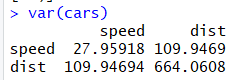 > var(cars)
speed dist
speed 27.95918 109.9469
dist 109.94694 664.0608